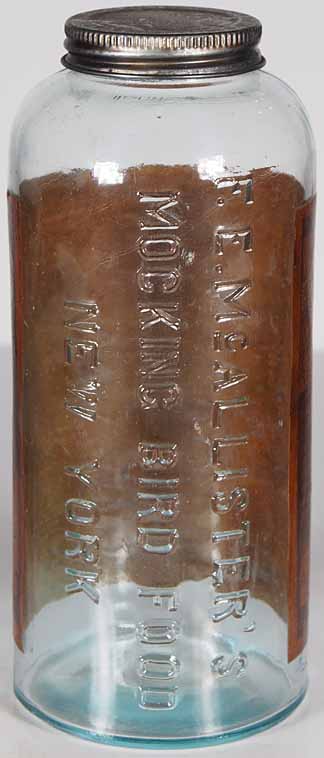 F. E. McALLISTER'S
MOCKING BIRD FOOD
NEW YORK